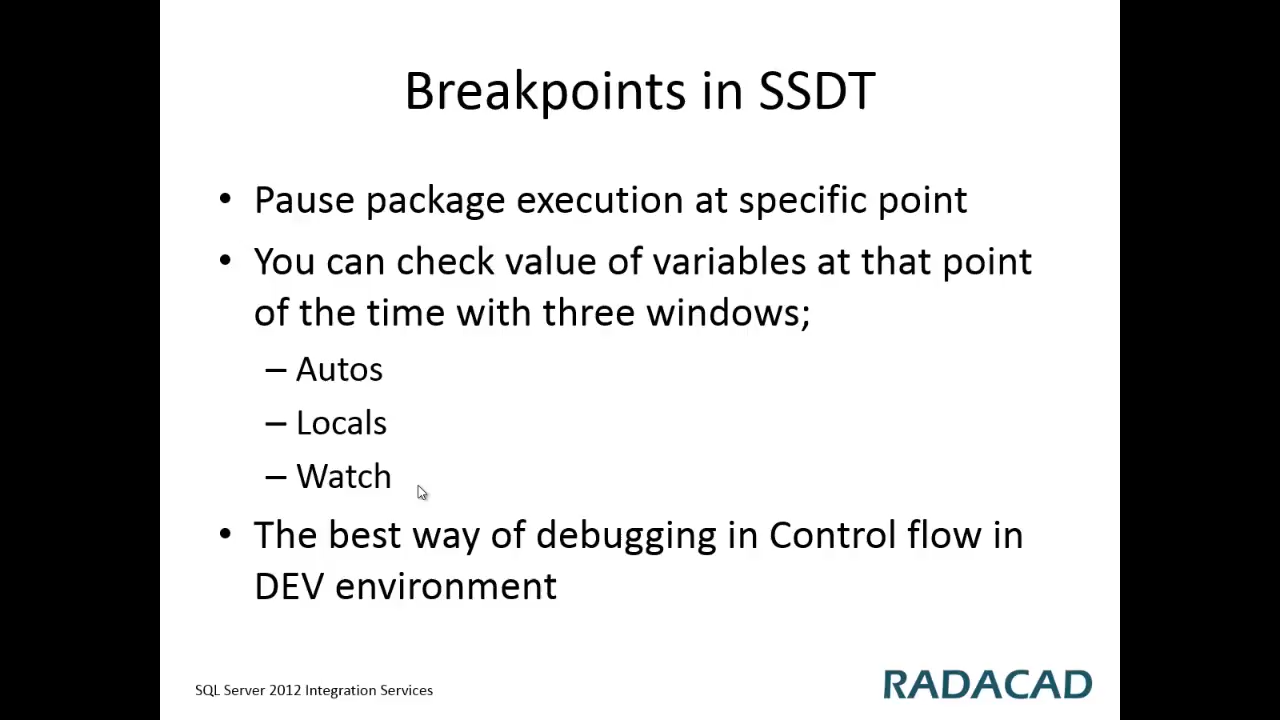 Breakpoints in SSDT
• Pause package execution at specific point
• You can check value of variables at that point
of the time with three windows;
– Autos
– Locals
– Watch
• The best way of debugging in Control flow in
DEV environment
SQL Server 2012 Integration Services
RADACAD